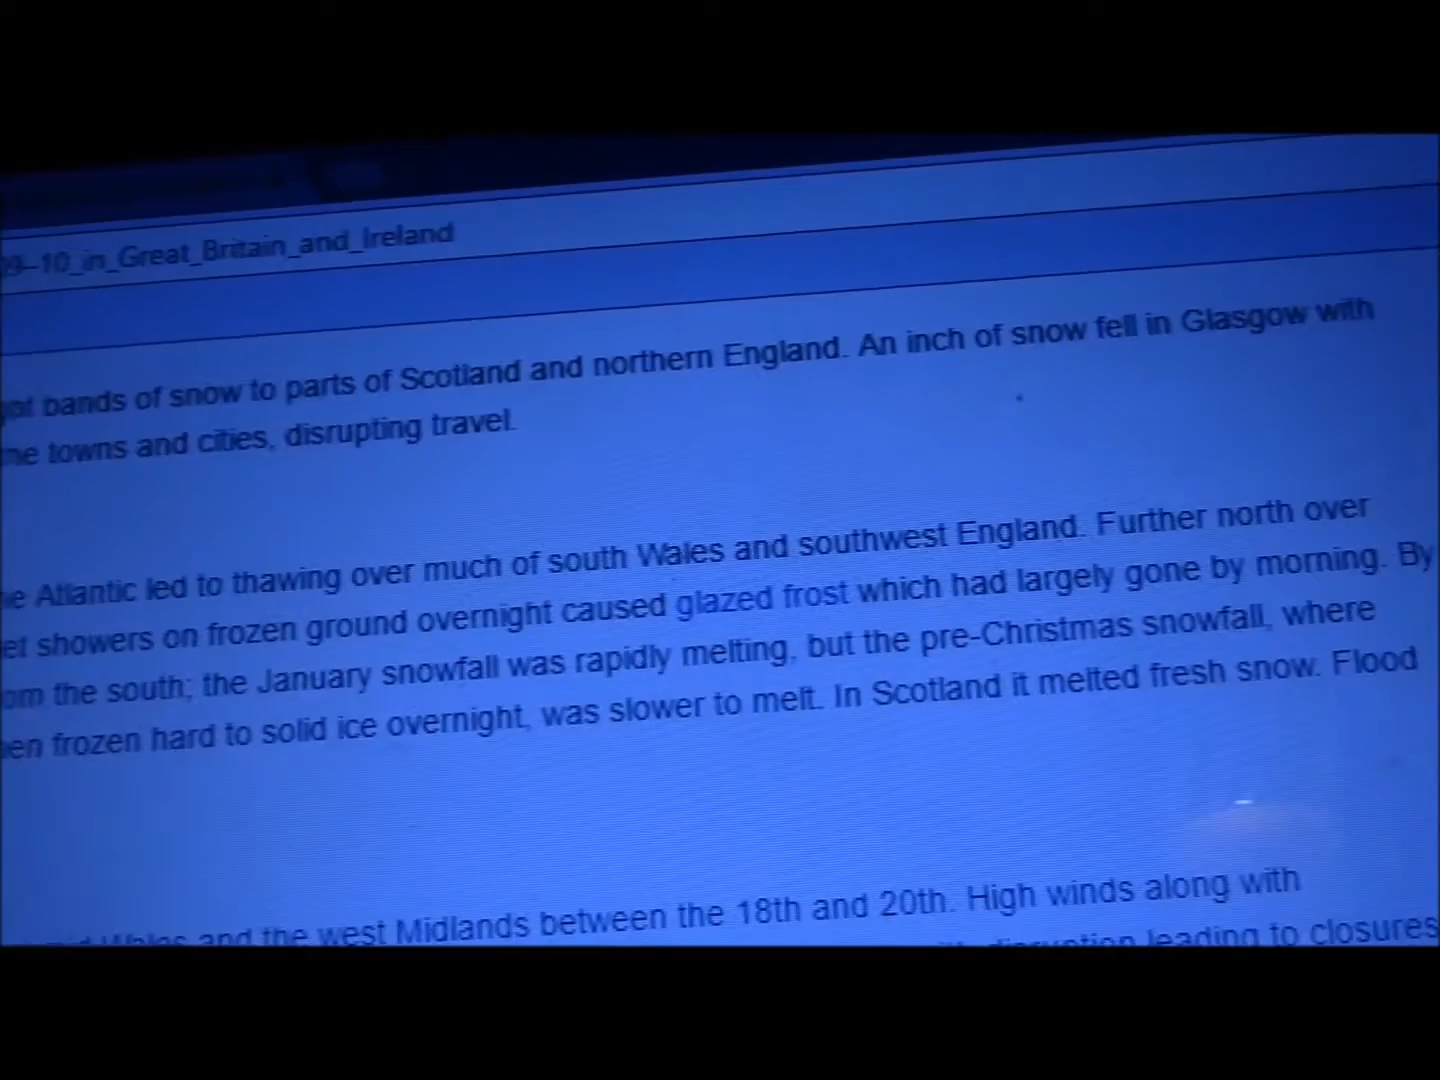 09–10_in_Great_Britain_and_Ireland
bands of snow to parts of Scotland and northern England. An inch of snow fell in Glasgow with
towns and cities, disrupting travel.
Atlantic led to thawing over much of south Wales and southwest England. Further north over
showers on frozen ground overnight caused glazed frost which had largely gone by morning. By
the south; the January snowfall was rapidly melting, but the pre-Christmas snowfall, where
frozen hard to solid ice overnight, was slower to melt. In Scotland it melted fresh snow. Flood
Wales and the west Midlands between the 18th and 20th. High winds along with
disruption leading to closures